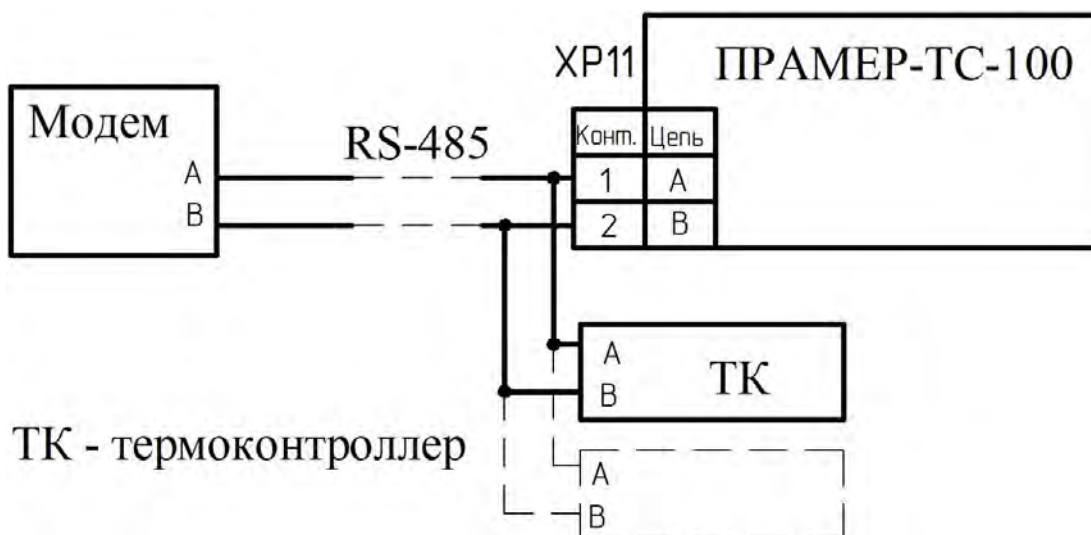 XP11
ПРАМЕР-ТС-100
Модем
A
B
RS-485
Конт. Цепь
1 A
2 B
A
B
ТК
ТК - термоконтроллер
A
B